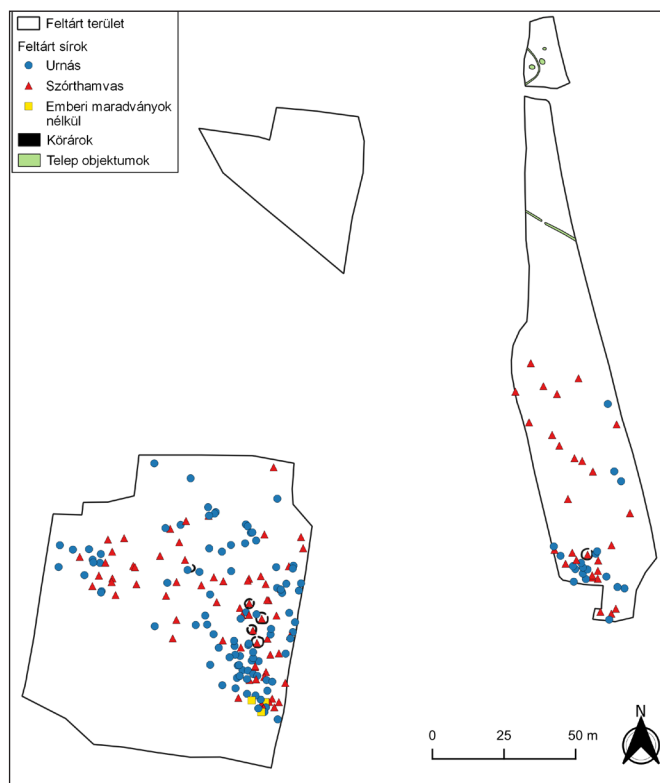 Feltárt terület
Feltárt sírok
Urnás
Szórthamvas
Emberi maradványok
nélkül
Körárok
Telep objektumok
N
0 25 50 m